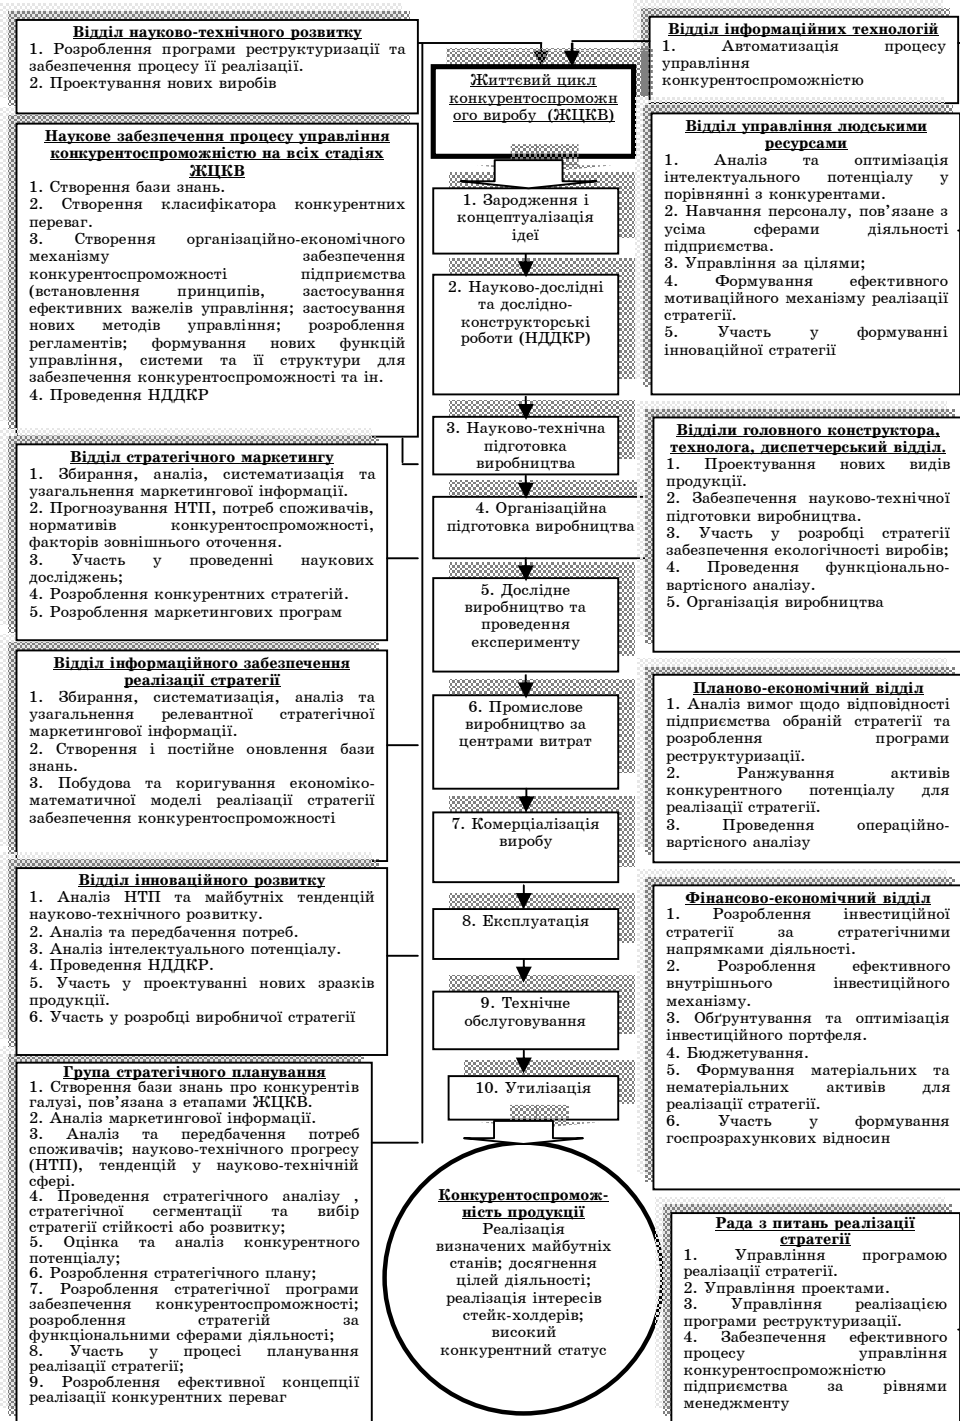 Відділ науково-технічного розвитку
1. Розроблення програми реструктуризації та
забезпечення процесу її реалізації.
2. Проектування нових виробів
Наукове забезпечення процесу управління
конкурентоспроможністю на всіх стадіях
ЖЦКВ
1. Створення бази знань.
2. Створення класифікатора конкурентних
переваг.
3. Створення організаційно-економічного
механізму забезпечення
конкурентоспроможності підприємства
(встановлення принципів, застосування
ефективних важелів управління; застосування
нових методів управління; розроблення
регламентів; формування нових функцій
управління, системи та її структури для
забезпечення конкурентоспроможності та ін.
4. Проведення НДДКР
Відділ стратегічного маркетингу
1. Збирання, аналіз, систематизація та
узагальнення маркетингової інформації.
2. Прогнозування НТП, потреб споживачів,
нормативів конкурентоспроможності,
факторів зовнішнього оточення.
3. Участь у проведенні наукових
досліджень;
4. Розроблення конкурентних стратегій.
5. Розроблення маркетингових програм
Відділ інформаційного забезпечення
реалізації стратегії
1. Збирання, систематизація, аналіз та
узагальнення релевантної стратегічної
маркетингової інформації.
2. Створення і постійне оновлення бази
знань.
3. Побудова та коригування економіко-
математичної моделі реалізації стратегії
забезпечення конкурентоспроможності
Відділ інноваційного розвитку
1. Аналіз НТП та майбутніх тенденцій
науково-технічного розвитку.
2. Аналіз та передбачення потреб.
3. Аналіз інтелектуального потенціалу.
4. Проведення НДДКР.
5. Участь у проектуванні нових зразків
продукції.
6. Участь у розробці виробничої стратегії
Група стратегічного планування
1. Створення бази знань про конкурентів
галузі, пов’язана з етапами ЖЦКВ.
2. Аналіз маркетингової інформації.
3. Аналіз та передбачення потреб
споживачів; науково-технічного прогресу
(НТП), тенденцій у науково-технічній
сфері.
4. Проведення стратегічного аналізу ,
стратегічної сегментації та вибір
стратегії стійкості або розвитку;
5. Оцінка та аналіз конкурентного
потенціалу;
6. Розроблення стратегічного плану;
7. Розроблення стратегічної програми
забезпечення конкурентоспроможності;
розроблення стратегій за
функціональними сферами діяльності;
8. Участь у процесі планування
реалізації стратегії;
9. Розроблення ефективної концепції
реалізації конкурентних переваг
Життєвий цикл
конкурентоспроможн
ого виробу (ЖЦКВ)
1. Зародження і
концептуалізація
ідеї
2. Науково-дослідні
та дослідно-
конструкторські
роботи (НДДКР)
3. Науково-технічна
підготовка
виробництва
4. Організаційна
підготовка виробництва
5. Дослідне
виробництво та
проведення
експерименту
6. Промислове
виробництво за
центрами витрат
7. Комерціалізація
виробу
8. Експлуатація
9. Технічне
обслуговування
10. Утилізація
Конкурентоспромож-
ність продукції
Реалізація
визначених майбутніх
станів; досягнення
цілей діяльності;
реалізація інтересів
стейк-холдерів;
високий
конкурентний статус
Відділ інформаційних технологій
1. Автоматизація процесу
управління
конкурентоспроможністю
Відділ управління людськими
ресурсами
1. Аналіз та оптимізація
інтелектуального потенціалу у
порівнянні з конкурентами.
2. Навчання персоналу, пов’язане з
усіма сферами діяльності
підприємства.
3. Управління за цілями;
4. Формування ефективного
мотиваційного механізму реалізації
стратегії.
5. Участь у формуванні
інноваційної стратегії
Відділи головного конструктора,
технолога, диспетчерський відділ.
1. Проектування нових видів
продукції.
2. Забезпечення науково-технічної
підготовки виробництва.
3. Участь у розробці стратегії
забезпечення екологічності виробів;
4. Проведення функціонально-
вартісного аналізу.
5. Організація виробництва
Планово-економічний відділ
1. Аналіз вимог щодо відповідності
підприємства обраній стратегії та
розроблення програми
реструктуризації.
2. Ранжування активів
конкурентного потенціалу для
реалізації стратегії.
3. Проведення операційно-
вартісного аналізу
Фінансово-економічний відділ
1. Розроблення інвестиційної
стратегії за стратегічними
напрямками діяльності.
2. Розроблення ефективного
внутрішнього інвестиційного
механізму.
3. Обґрунтування та оптимізація
інвестиційного портфеля.
4. Бюджетування.
5. Формування матеріальних та
нематеріальних активів для
реалізації стратегії.
6. Участь у формування
госпрозрахункових відносин
Рада з питань реалізації
стратегії
1. Управління програмою
реалізації стратегії.
2. Управління проектами.
3. Управління реалізацією
програми реструктуризації.
4. Забезпечення ефективного
процесу управління
конкурентоспроможністю
підприємства за рівнями
менеджменту